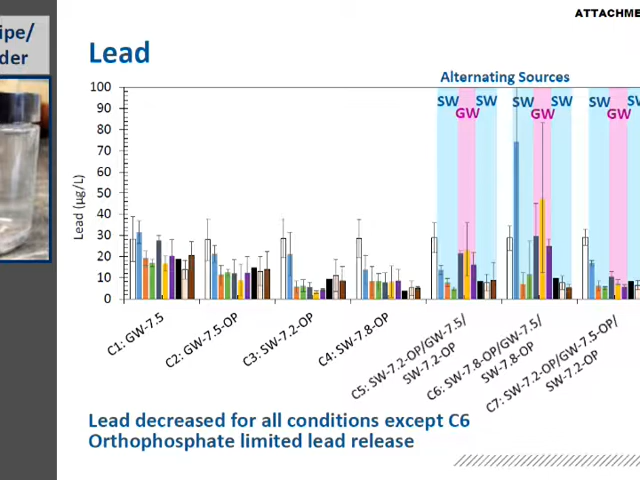 ATTACHME
ipe/
der
Lead
Alternating Sources
100
90
80
70
60
50
40
30
20
10
0
Lead (µg/L)
SW
GW
SW
SW
GW
SW
SW
GW
SW
C1: GW-7.5
C2: GW-7.5-OP
C3: SW-7.2-OP
C4: SW-7.8-OP
C5: SW-7.2-OP/GW-7.5/
SW-7.2-OP
C6: SW-7.8-OP/GW-7.5/
SW-7.8-OP
C7: SW-7.2-OP/GW-7.5-OP/
SW-7.2-OP
Lead decreased for all conditions except C6
Orthophosphate limited lead release